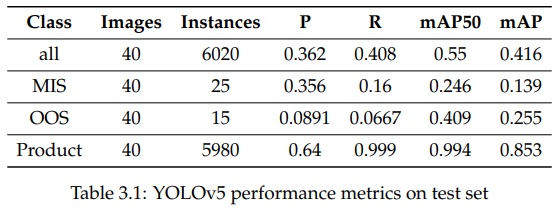 Class Images Instances P R mAP50 mAP
all 40 6020 0.362 0.408 0.55 0.416
MIS 40 25 0.356 0.16 0.246 0.139
OOS 40 15 0.0891 0.0667 0.409 0.255
Product 40 5980 0.64 0.999 0.994 0.853
Table 3.1: YOLOv5 performance metrics on test set